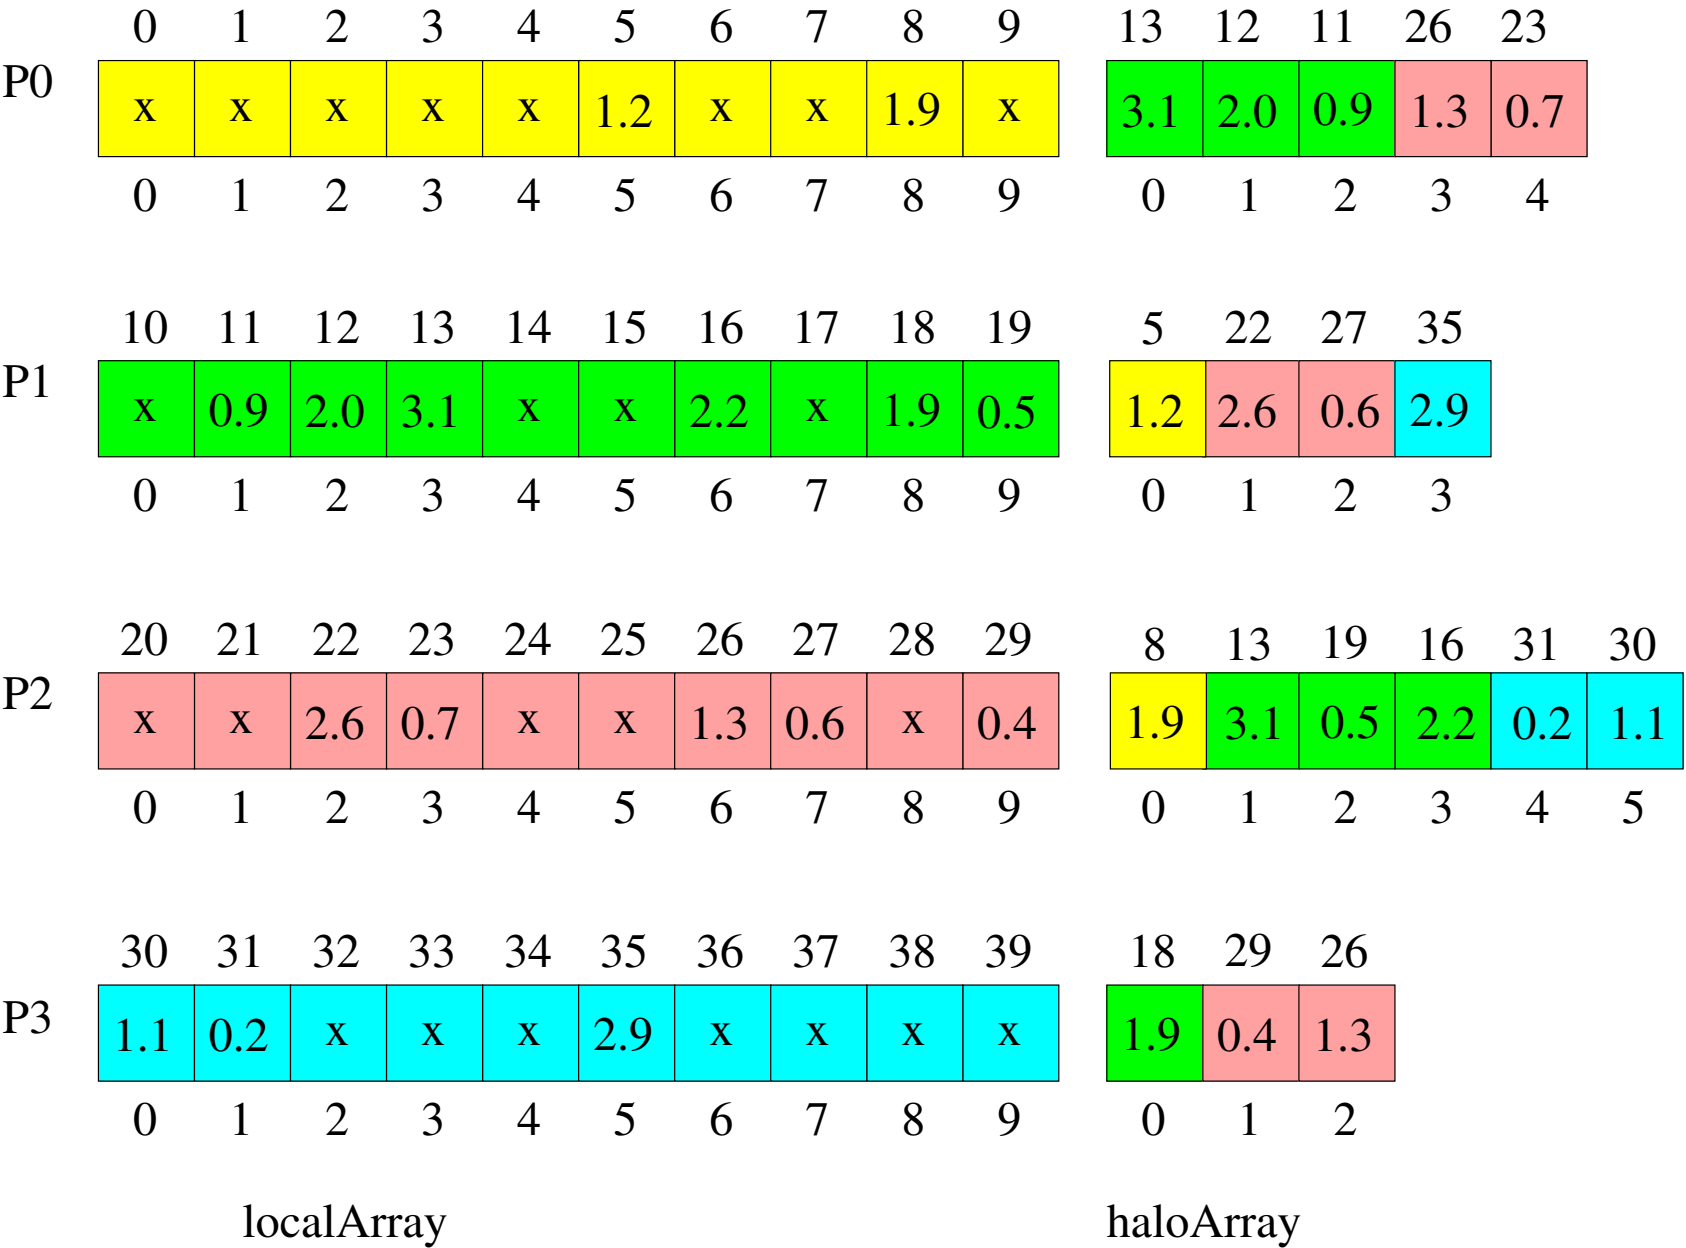 0 1 2 3 4 5 6 7 8 9 13 12 11 26 23
P0 x x x x x 1.2 x x 1.9 x 3.1 2.0 0.9 1.3 0.7
0 1 2 3 4 5 6 7 8 9 0 1 2 3 4
10 11 12 13 14 15 16 17 18 19 5 22 27 35
P1 x 0.9 2.0 3.1 x x 2.2 x 1.9 0.5 1.2 2.6 0.6 2.9
0 1 2 3 4 5 6 7 8 9 0 1 2 3
20 21 22 23 24 25 26 27 28 29 8 13 19 16 31 30
P2 x x 2.6 0.7 x x 1.3 0.6 x 0.4 1.9 3.1 0.5 2.2 0.2 1.1
0 1 2 3 4 5 6 7 8 9 0 1 2 3 4 5
30 31 32 33 34 35 36 37 38 39 18 29 26
P3 1.1 0.2 x x x 2.9 x x x x 1.9 0.4 1.3
0 1 2 3 4 5 6 7 8 9 0 1 2
localArray haloArray